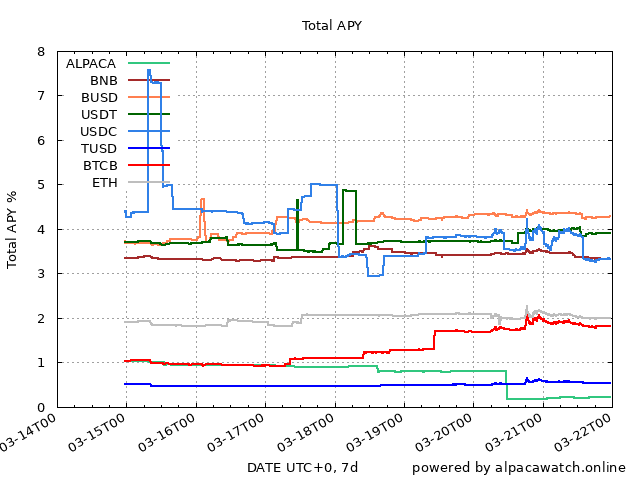 Total APY
Total APY %
8
7
6
5
4
3
2
1
0
ALPACA
BNB
BUSD
USDT
USDC
TUSD
BTCB
ETH
03-14T00
03-15T00
03-16T00
03-17T00
03-18T00
03-19T00
03-20T00
03-21T00
03-22T00
DATE UTC+0, 7d
powered by alpacawatch.online